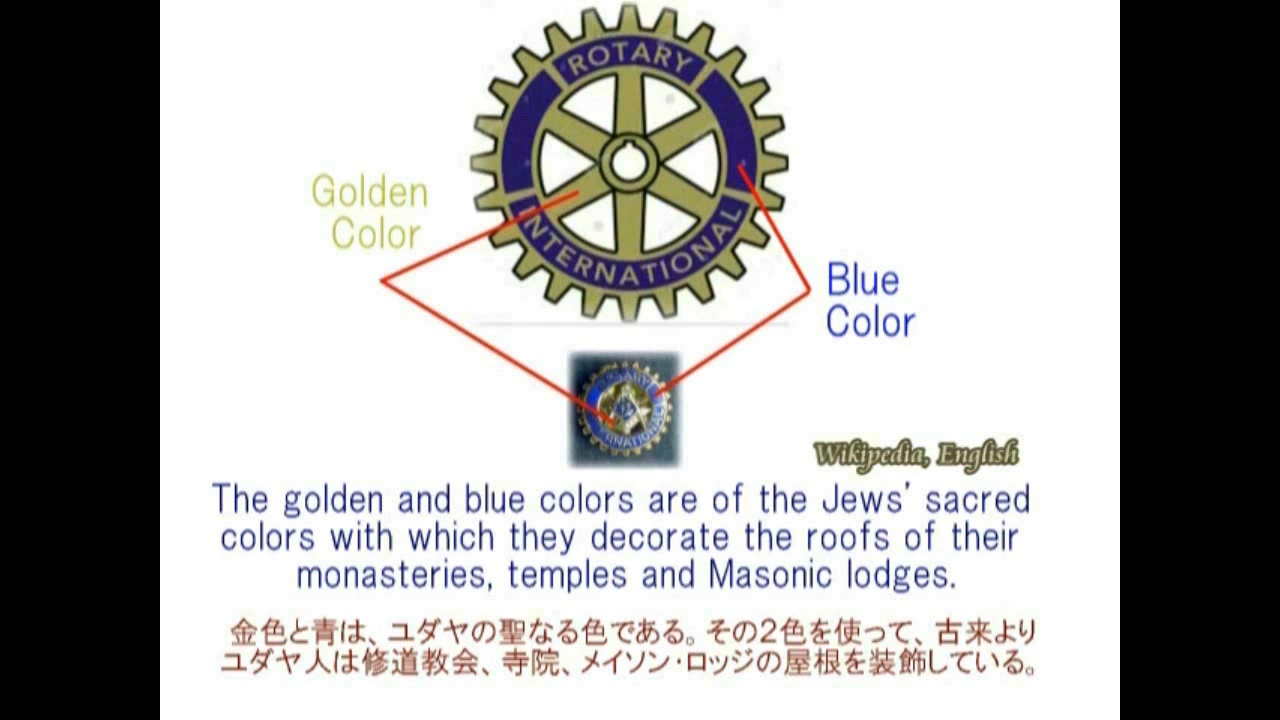 ROTARY
INTERNATIONAL
Golden
Color
Blue
Color
Wikipedia, English
The golden and blue colors are of the Jews' sacred
colors with which they decorate the roofs of their
monasteries, temples and Masonic lodges.
金色と青は、ユダヤの聖なる色である。その2色を使って、古来より
ユダヤ人は修道教会、寺院、メイソン・ロッジの屋根を装飾している。